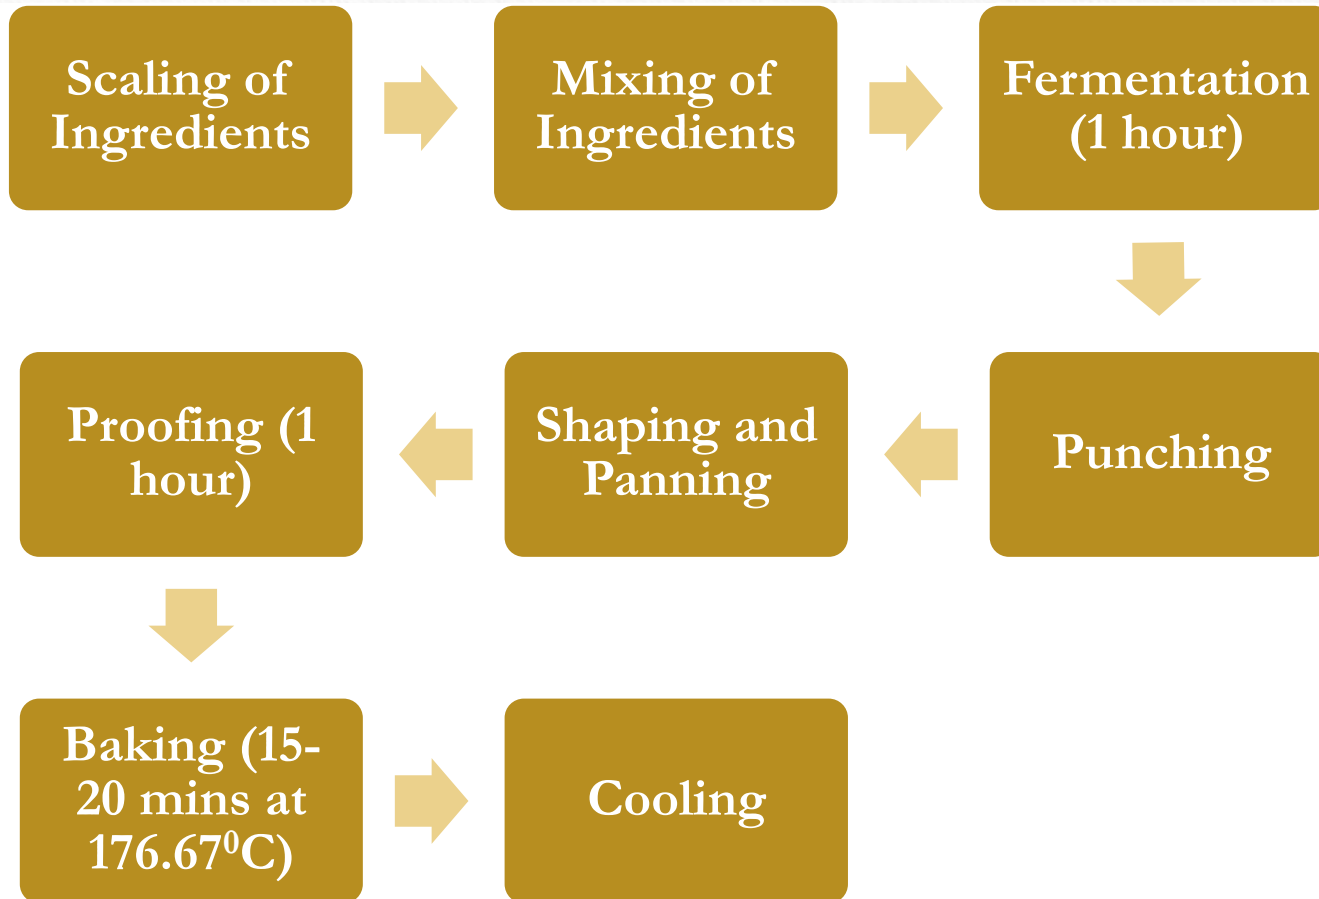 Scaling of
Ingredients
Mixing of
Ingredients
Fermentation
(1 hour)
Punching
Shaping and
Panning
Proofing (1
hour)
Baking (15-
20 mins at
176.67⁰C)
Cooling